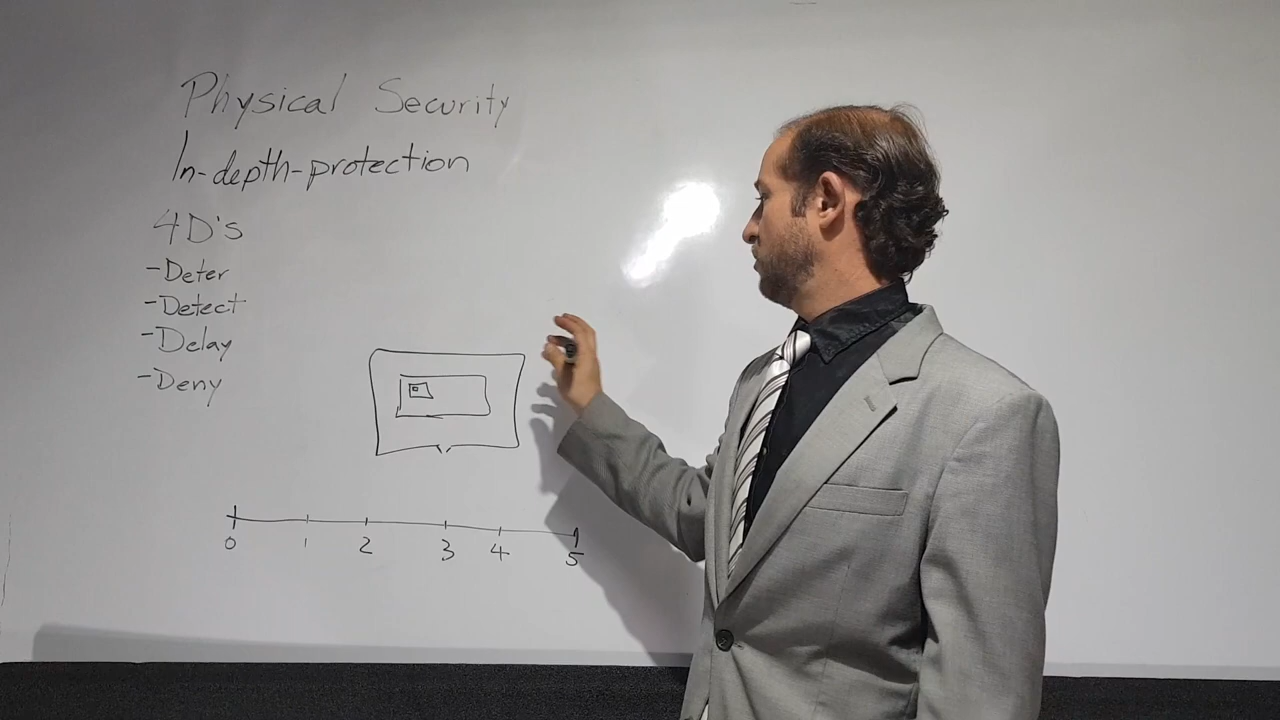 Physical Security
In-depth-protection
4D's
-Deter
-Detect
-Delay
-Deny
0 1 2 3 4 5